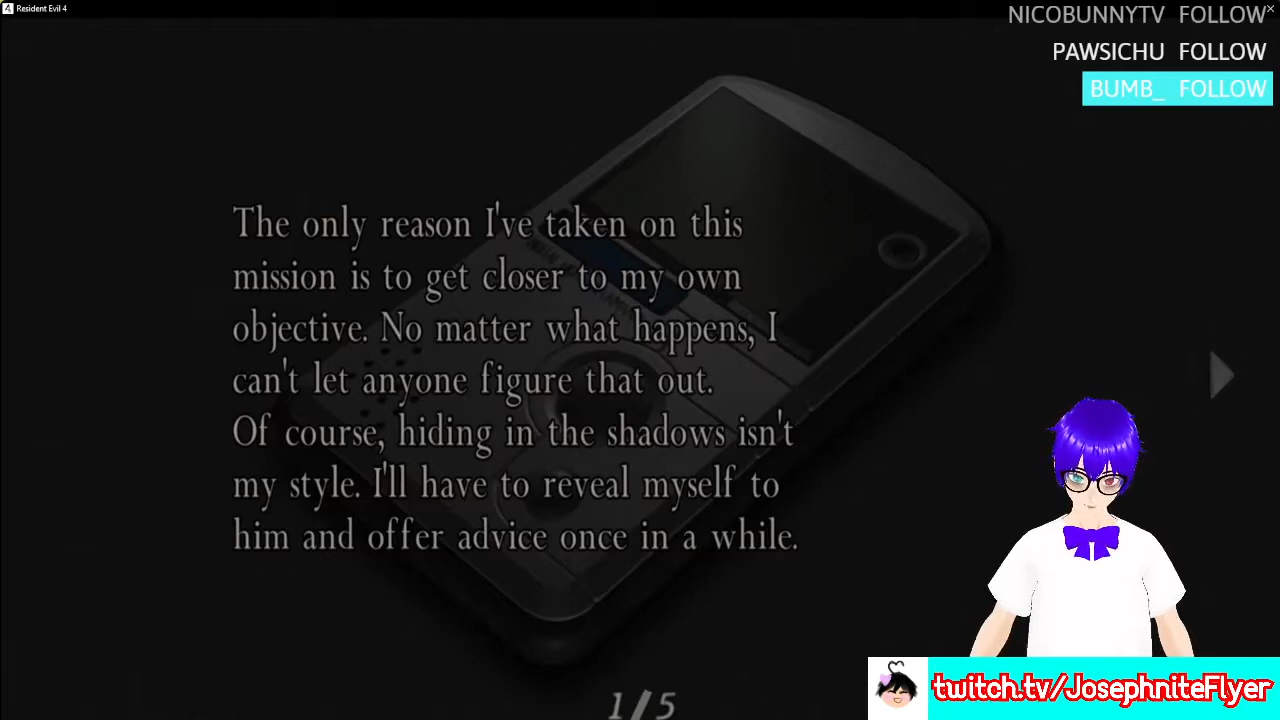 Resident Evil 4
NICOBUNNYTV FOLLOW
PAWSICHU FOLLOW
BUMB_ FOLLOW
The only reason I've taken on this
mission is to get closer to my own
objective. No matter what happens, I
can't let anyone figure that out.
Of course, hiding in the shadows isn't
my style. I'll have to reveal myself to
him and offer advice once in a while.
1/5
twitch.tv/JosephniteFlyer